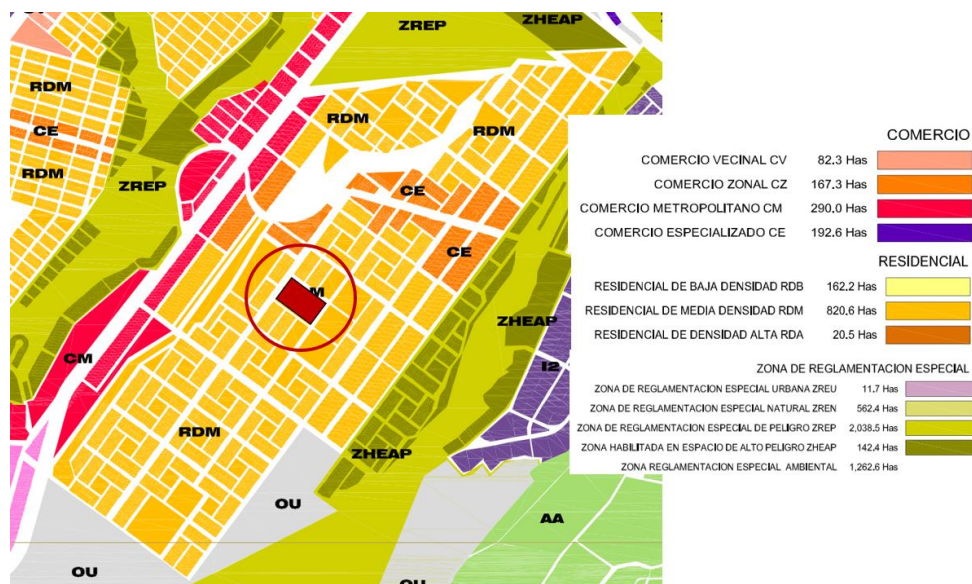 ZREP
ZHEAP
RDM
CE
RDM
ZREP
RDM
RDM
CE
CE
M
ZHEAP
I2
CM
RDM
ZHEAP
OU
AA
OU
OU
COMERCIO
COMERCIO VECINAL CV 82.3 Has
COMERCIO ZONAL CZ 167.3 Has
COMERCIO METROPOLITANO CM 290.0 Has
COMERCIO ESPECIALIZADO CE 192.6 Has
RESIDENCIAL
RESIDENCIAL DE BAJA DENSIDAD RDB 162.2 Has
RESIDENCIAL DE MEDIA DENSIDAD RDM 820.6 Has
RESIDENCIAL DE DENSIDAD ALTA RDA 20.5 Has
ZONA DE REGLAMENTACION ESPECIAL
ZONA DE REGLAMENTACION ESPECIAL URBANA ZREU 11.7 Has
ZONA DE REGLAMENTACION ESPECIAL NATURAL ZREN 562.4 Has
ZONA DE REGLAMENTACION ESPECIAL DE PELIGRO ZREP 2,038.5 Has
ZONA HABILITADA EN ESPACIO DE ALTO PELIGRO ZHEAP 142.4 Has
ZONA REGLAMENTACION ESPECIAL AMBIENTAL 1,262.6 Has